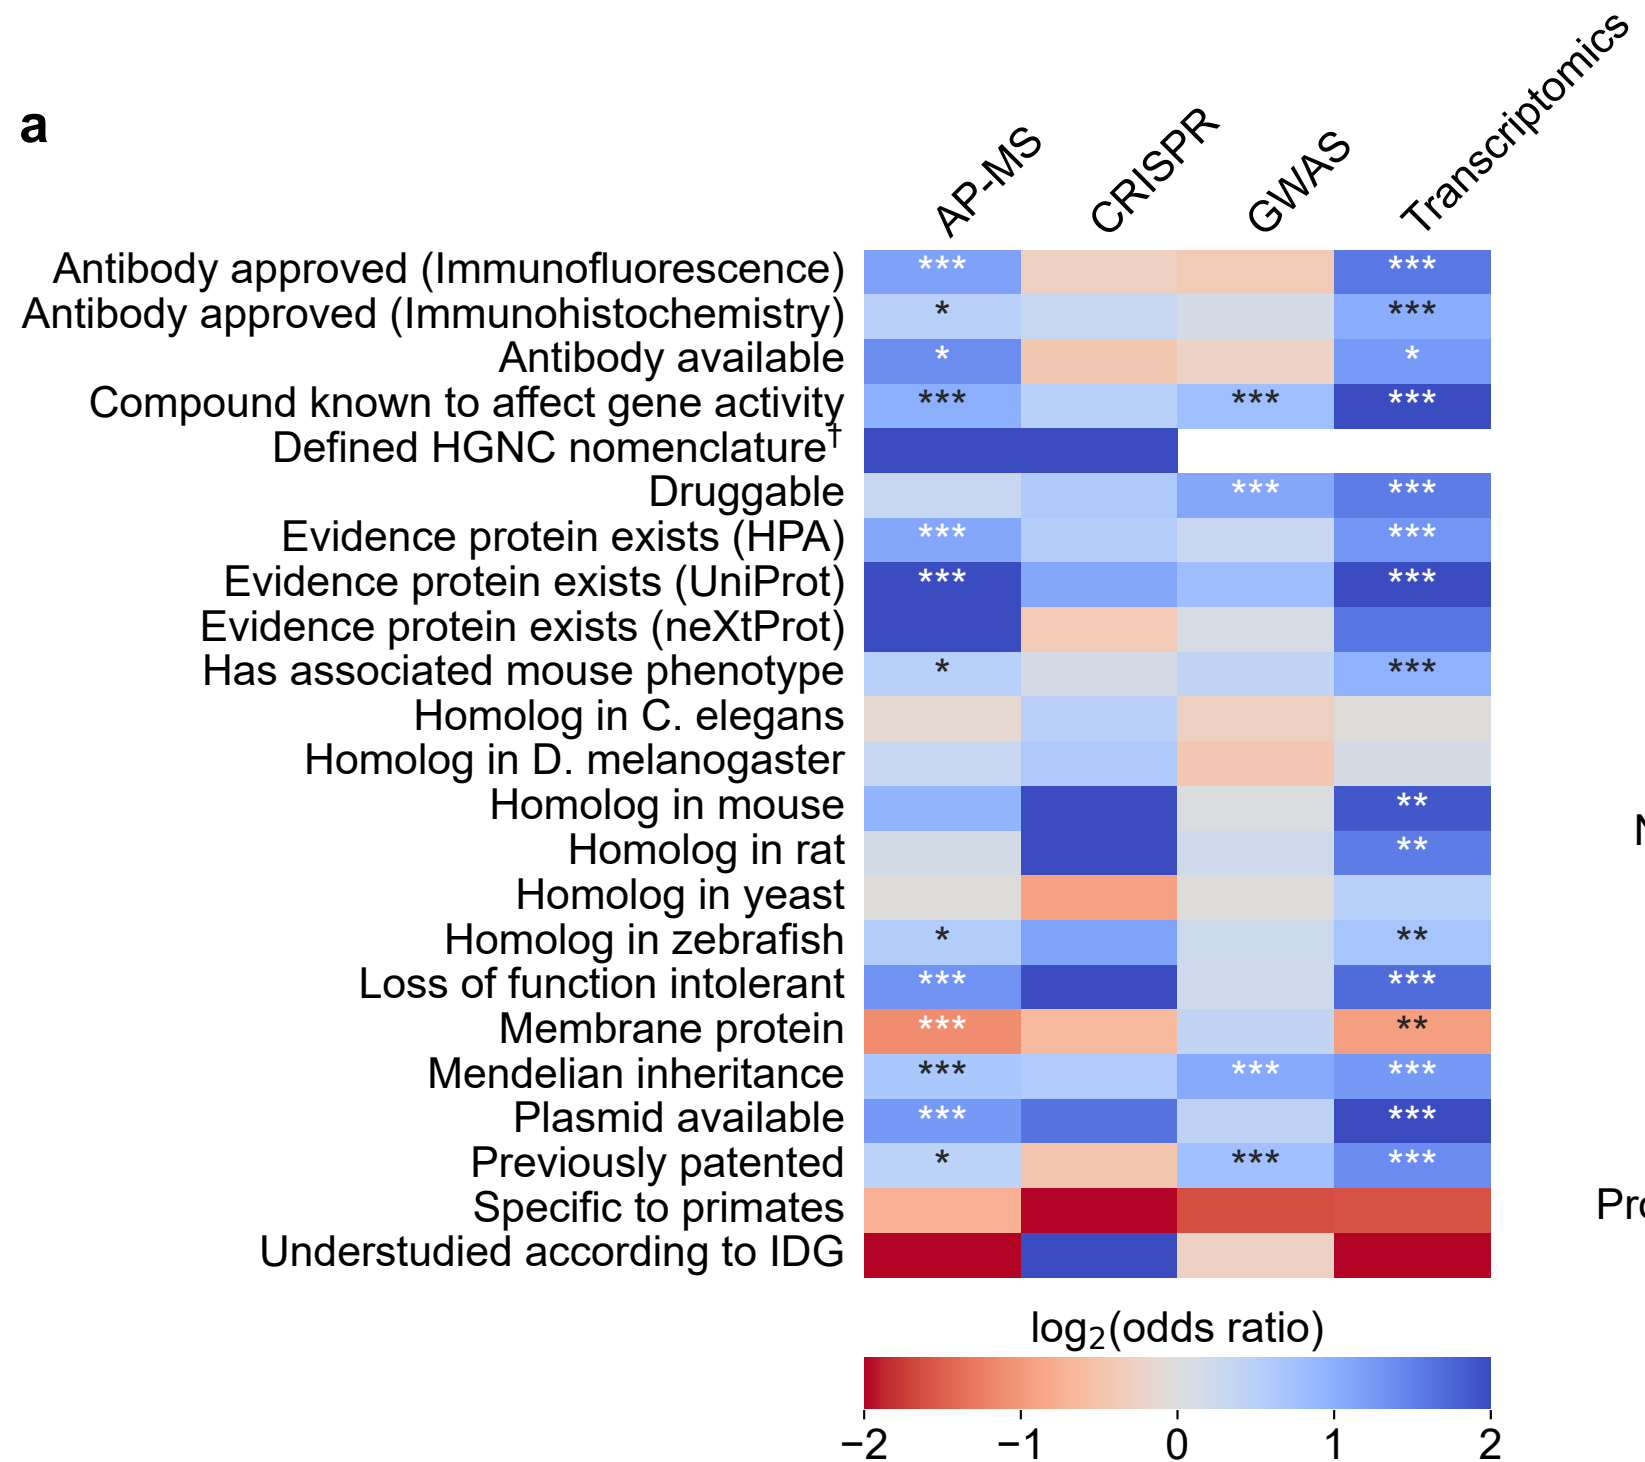 a
AP-MS CRISPR GWAS Transcriptomics
Antibody approved (Immunofluorescence) *** ***
Antibody approved (Immunohistochemistry) * ***
Antibody available * *
Compound known to affect gene activity *** *** ***
Defined HGNC nomenclature†
Druggable *** ***
Evidence protein exists (HPA) *** ***
Evidence protein exists (UniProt) *** ***
Evidence protein exists (neXtProt)
Has associated mouse phenotype * ***
Homolog in C. elegans
Homolog in D. melanogaster
Homolog in mouse **
Homolog in rat **
Homolog in yeast
Homolog in zebrafish * **
Loss of function intolerant *** ***
Membrane protein *** **
Mendelian inheritance *** *** ***
Plasmid available *** ***
Previously patented * *** ***
Specific to primates
Understudied according to IDG
log₂(odds ratio)
−2 −1 0 1 2